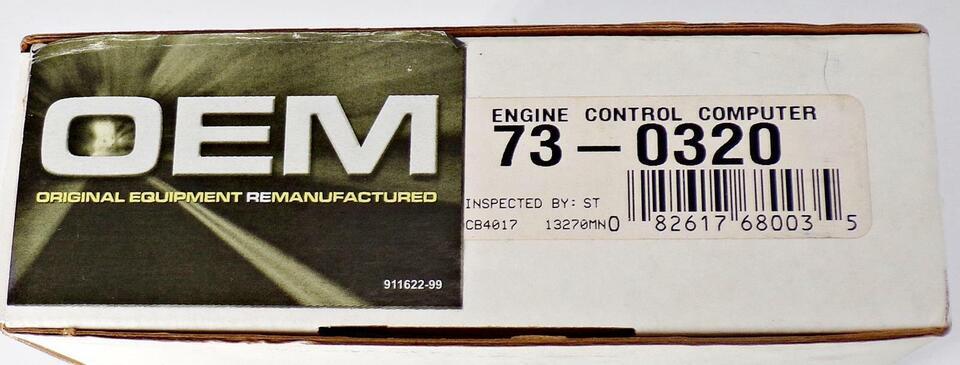 OEM
ORIGINAL EQUIPMENT REMANUFACTURED
911622-99
ENGINE CONTROL COMPUTER
73-0320
INSPECTED BY: ST
CB4017 13270MN
0 82617 68003 5